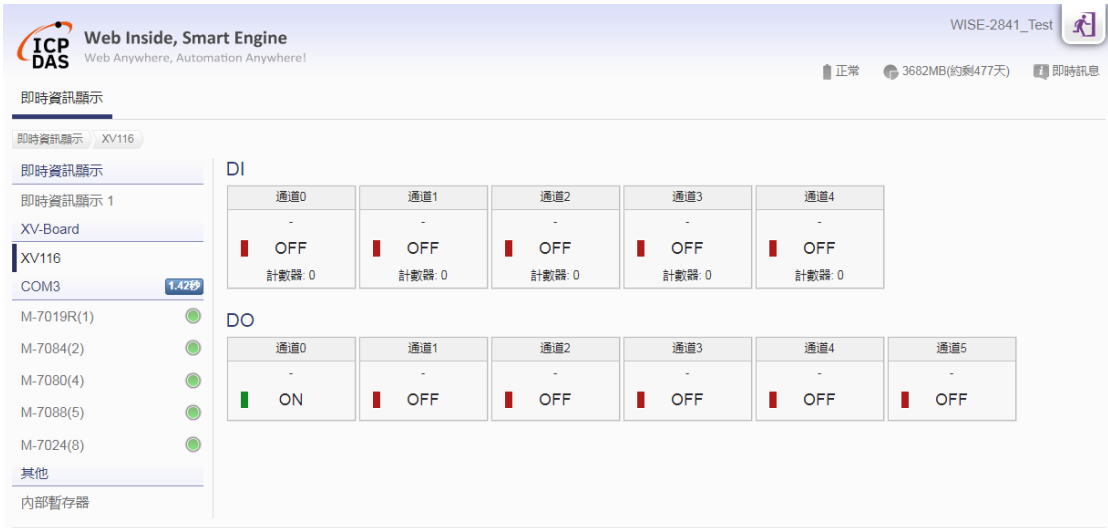 WISE-2841_Test
ICP DAS
Web Inside, Smart Engine
Web Anywhere, Automation Anywhere!
正常 3682MB(約剩477天) 即時訊息
即時資訊顯示
即時資訊顯示 XV116
即時資訊顯示
即時資訊顯示 1
XV-Board
XV116
COM3 1.42秒
M-7019R(1)
M-7084(2)
M-7080(4)
M-7088(5)
M-7024(8)
其他
內部暫存器
DI
通道0 通道1 通道2 通道3 通道4
- - - - -
OFF OFF OFF OFF OFF
計數器: 0 計數器: 0 計數器: 0 計數器: 0 計數器: 0
DO
通道0 通道1 通道2 通道3 通道4 通道5
- - - - - -
ON OFF OFF OFF OFF OFF